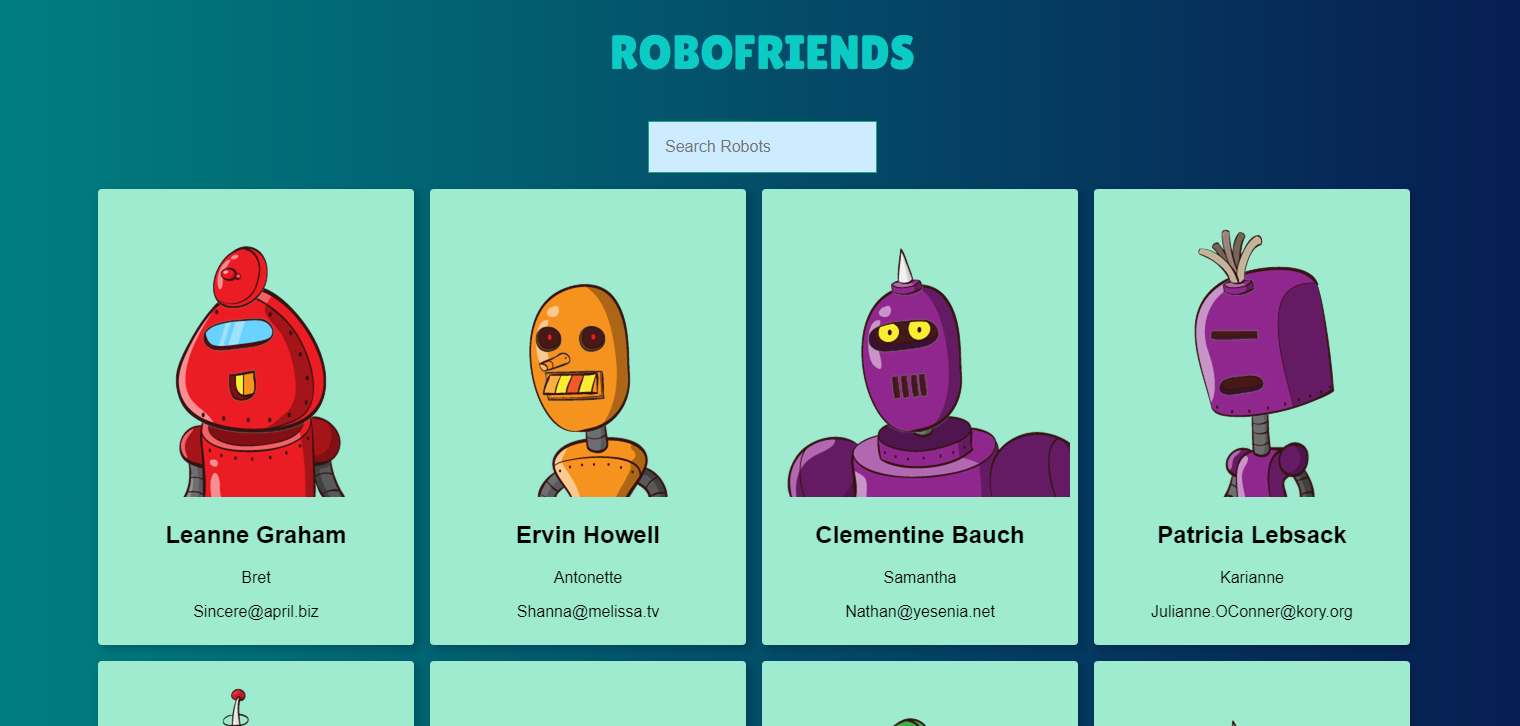 ROBOFRIENDS
Search Robots
Leanne Graham
Bret
Sincere@april.biz
Ervin Howell
Antonette
Shanna@melissa.tv
Clementine Bauch
Samantha
Nathan@yesenia.net
Patricia Lebsack
Karianne
Julianne.OConner@kory.org